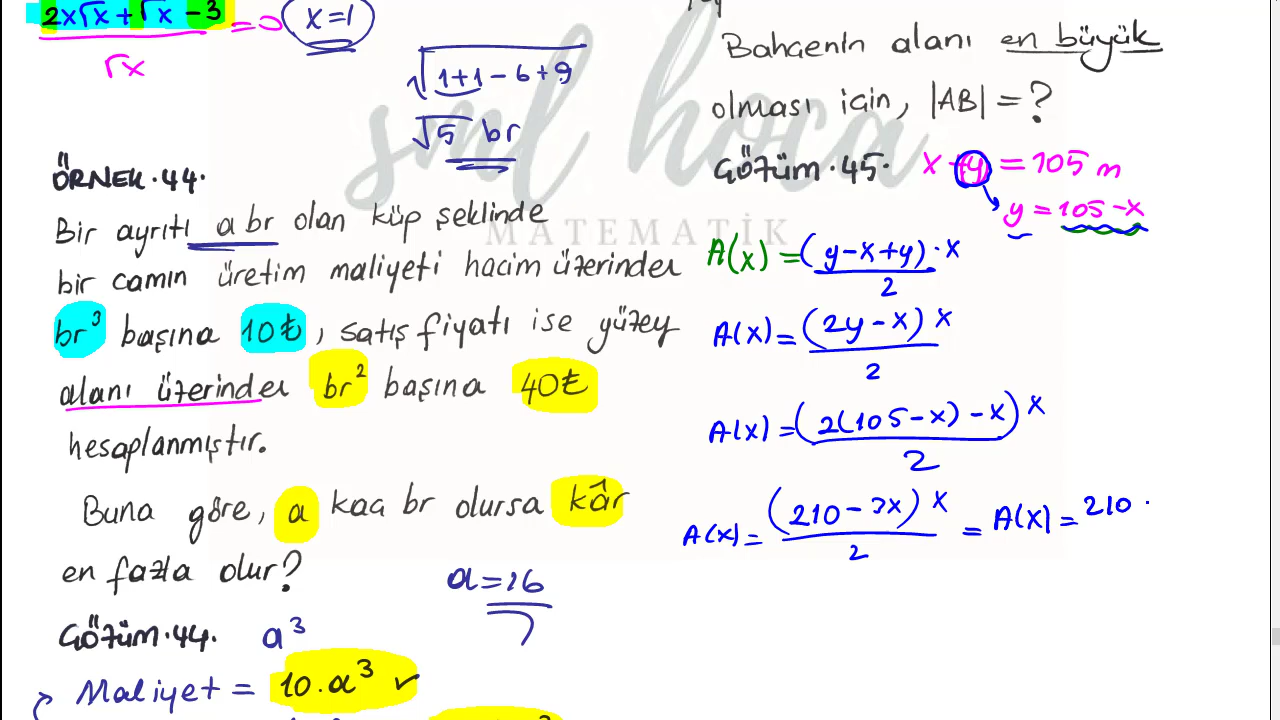 2x√x + √x - 3
√x
= 0
x=1
√1+1-6+9
√5 br
ÖRNEK.44.
Bir ayrıtı a br olan küp şeklinde
bir camın üretim maliyeti hacim üzerinden
br³ başına 10₺, satış fiyatı ise yüzey
alanı üzerinden br² başına 40₺
hesaplanmıştır.
Buna göre, a kaç br olursa kâr
en fazla olur?
a=16
ÇÖZÜM.44. a³
Maliyet = 10.a³ ✓
Bahçenin alanı en büyük
olması için, |AB| = ?
ÇÖZÜM.45. x+y = 105 m
y = 105-x
A(x) = (y-x+y).x
2
A(x) = (2y-x)x
2
A(x) = (2(105-x)-x)x
2
A(x) = (210-3x)x = A(x) = 210.
2
sml hoca
MATEMATİK